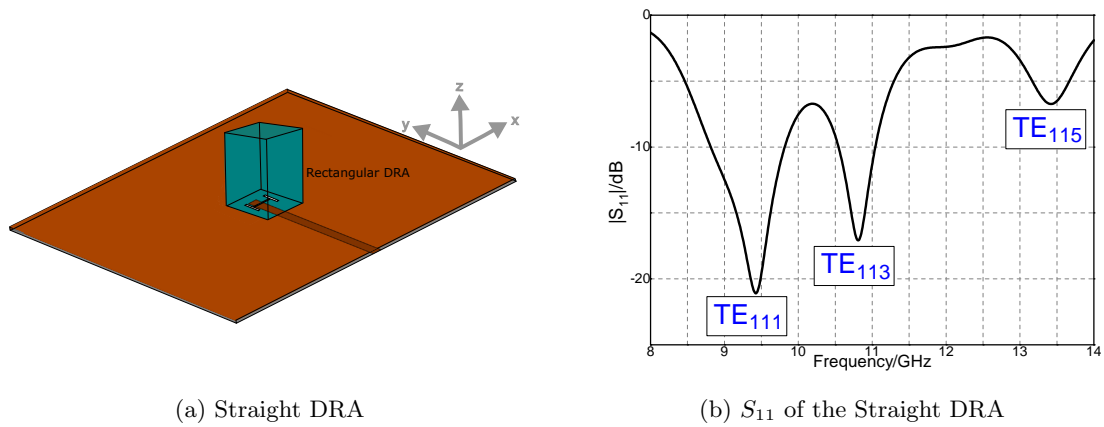 z
y
x
Rectangular DRA
(a) Straight DRA
|S₁₁|/dB
0
-10
-20
TE₁₁₁
TE₁₁₃
TE₁₁₅
8 9 10 11 12 13 14
Frequency/GHz
(b) S₁₁ of the Straight DRA